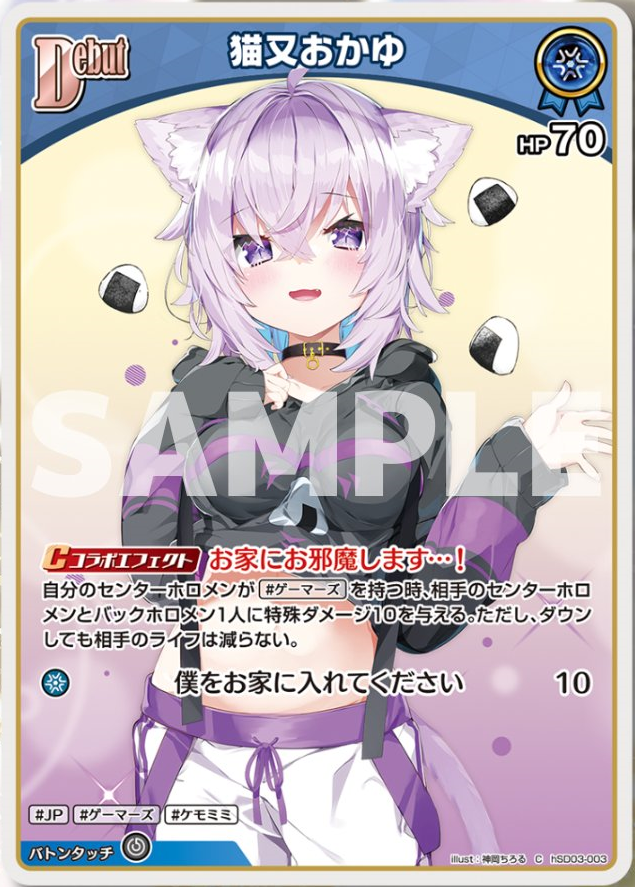 Debut
猫又おかゆ
HP 70
SAMPLE
Cコラボエフェクト お家にお邪魔します…!
自分のセンターホロメンが #ゲーマーズ を持つ時、相手のセンターホロ
メンとバックホロメン1人に特殊ダメージ10を与える。ただし、ダウン
しても相手のライフは減らない。
僕をお家に入れてください 10
#JP #ゲーマーズ #ケモミミ
バトンタッチ
illust:神岡ちろる C hSD03-003